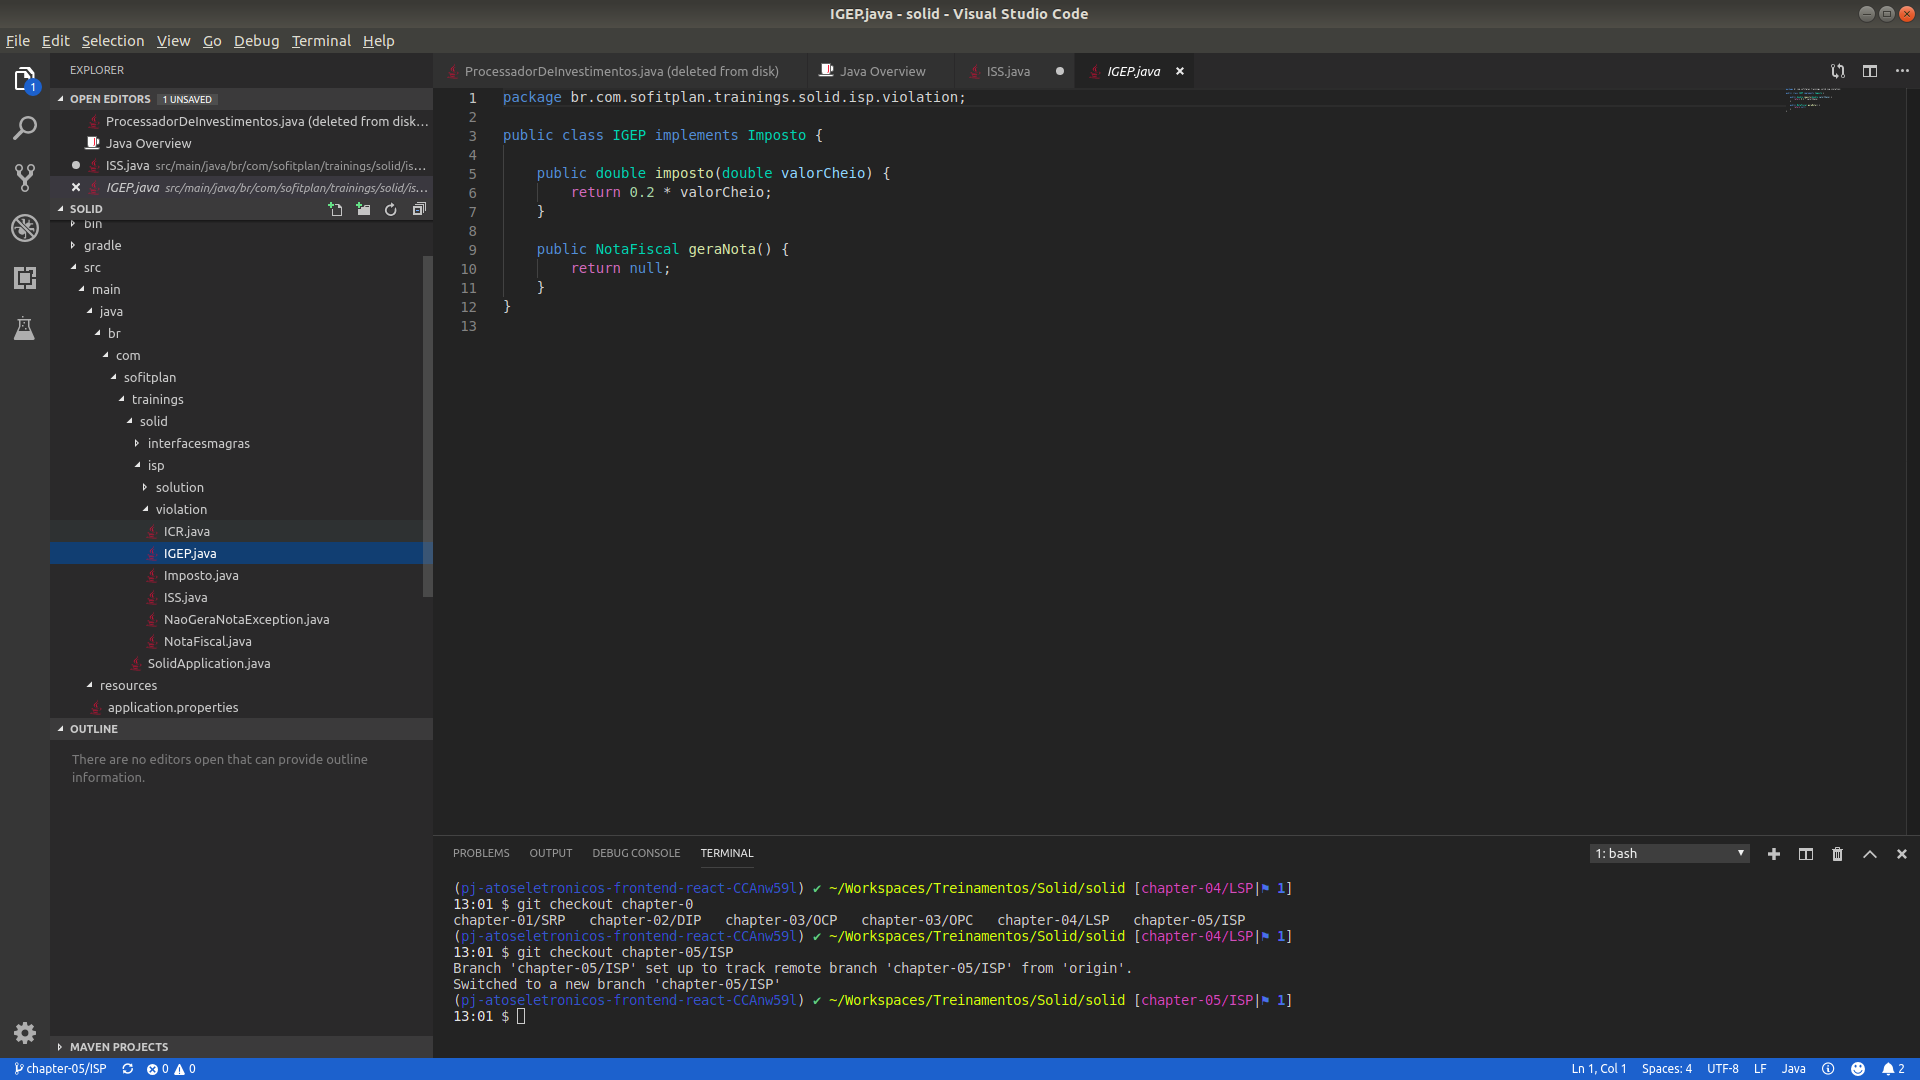 IGEP.java - solid - Visual Studio Code
File Edit Selection View Go Debug Terminal Help
1
EXPLORER
OPEN EDITORS 1 UNSAVED
ProcessadorDeInvestimentos.java (deleted from disk...
Java Overview
ISS.java src/main/java/br/com/sofitplan/trainings/solid/is...
IGEP.java src/main/java/br/com/sofitplan/trainings/solid/is...
SOLID
bin
gradle
src
main
java
br
com
sofitplan
trainings
solid
interfacesmagras
isp
solution
violation
ICR.java
IGEP.java
Imposto.java
ISS.java
NaoGeraNotaException.java
NotaFiscal.java
SolidApplication.java
resources
application.properties
OUTLINE
There are no editors open that can provide outline
information.
MAVEN PROJECTS
ProcessadorDeInvestimentos.java (deleted from disk) Java Overview ISS.java IGEP.java
1 package br.com.sofitplan.trainings.solid.isp.violation;
2
3 public class IGEP implements Imposto {
4
5 public double imposto(double valorCheio) {
6 return 0.2 * valorCheio;
7 }
8
9 public NotaFiscal geraNota() {
10 return null;
11 }
12 }
13
PROBLEMS OUTPUT DEBUG CONSOLE TERMINAL 1: bash
(pj-atoseletronicos-frontend-react-CCAnw59l) ✔ ~/Workspaces/Treinamentos/Solid/solid [chapter-04/LSP|⚑ 1]
13:01 $ git checkout chapter-0
chapter-01/SRP chapter-02/DIP chapter-03/OCP chapter-03/OPC chapter-04/LSP chapter-05/ISP
(pj-atoseletronicos-frontend-react-CCAnw59l) ✔ ~/Workspaces/Treinamentos/Solid/solid [chapter-04/LSP|⚑ 1]
13:01 $ git checkout chapter-05/ISP
Branch 'chapter-05/ISP' set up to track remote branch 'chapter-05/ISP' from 'origin'.
Switched to a new branch 'chapter-05/ISP'
(pj-atoseletronicos-frontend-react-CCAnw59l) ✔ ~/Workspaces/Treinamentos/Solid/solid [chapter-05/ISP|⚑ 1]
13:01 $
chapter-05/ISP 0 0 Ln 1, Col 1 Spaces: 4 UTF-8 LF Java 2